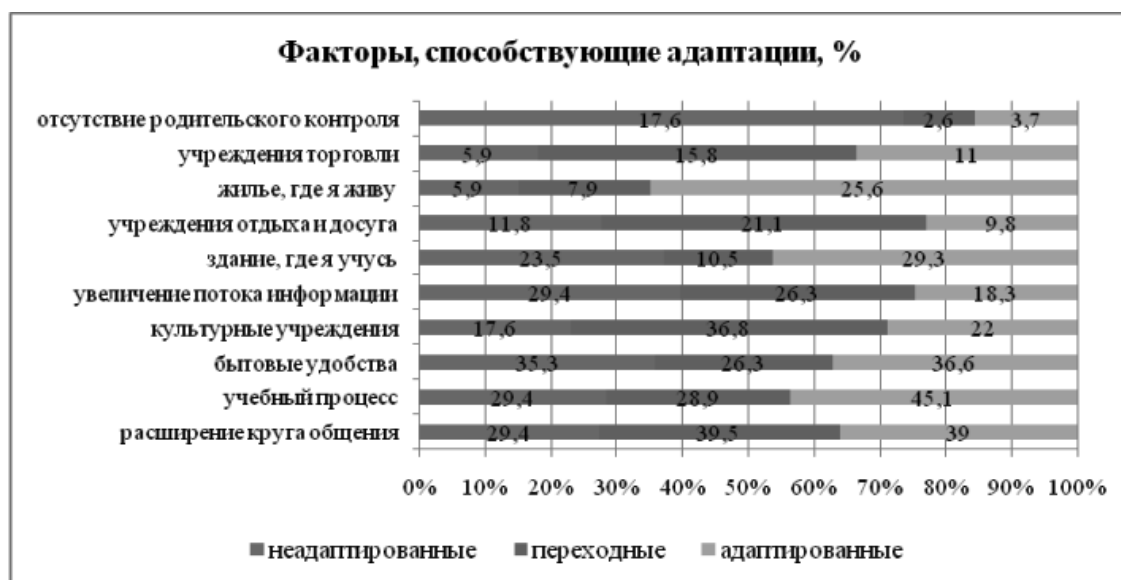 Факторы, способствующие адаптации, %
отсутствие родительского контроля 17,6 2,6 3,7
учреждения торговли 5,9 15,8 11
жилье, где я живу 5,9 7,9 25,6
учреждения отдыха и досуга 11,8 21,1 9,8
здание, где я учусь 23,5 10,5 29,3
увеличение потока информации 29,4 26,3 18,3
культурные учреждения 17,6 36,8 22
бытовые удобства 35,3 26,3 36,6
учебный процесс 29,4 28,9 45,1
расширение круга общения 29,4 39,5 39
0% 10% 20% 30% 40% 50% 60% 70% 80% 90% 100%
неадаптированные переходные адаптированные